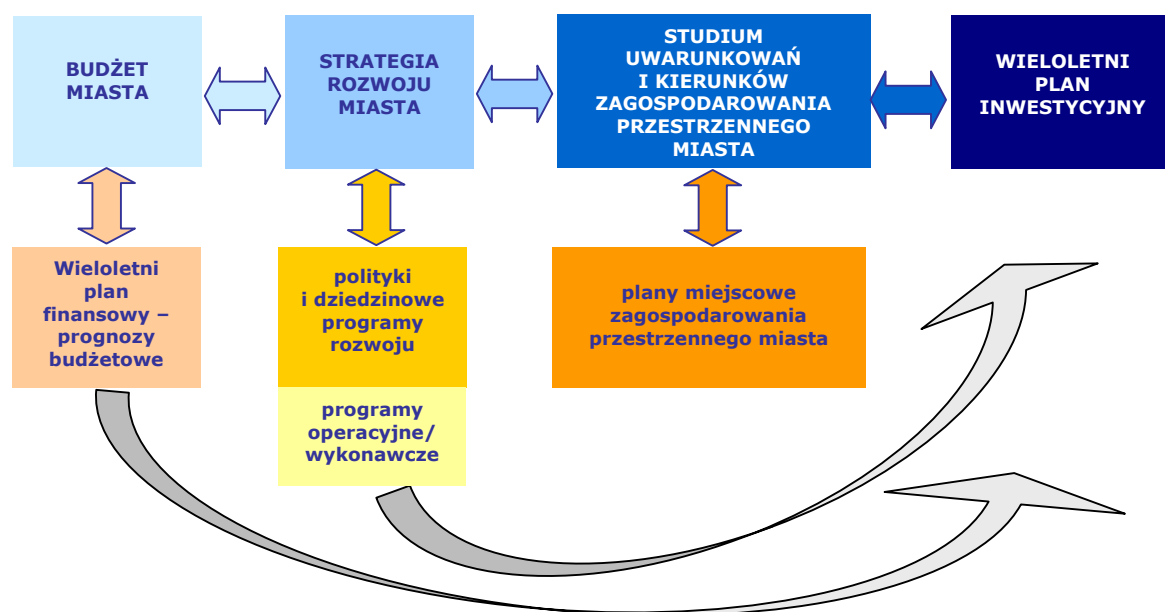 BUDŻET
MIASTA
STRATEGIA
ROZWOJU
MIASTA
STUDIUM
UWARUNKOWAŃ
I KIERUNKÓW
ZAGOSPODAROWANIA
PRZESTRZENNEGO
MIASTA
WIELOLETNI
PLAN
INWESTYCYJNY
Wieloletni
plan
finansowy –
prognozy
budżetowe
polityki
i dziedzinowe
programy
rozwoju
plany miejscowe
zagospodarowania
przestrzennego miasta
programy
operacyjne/
wykonawcze